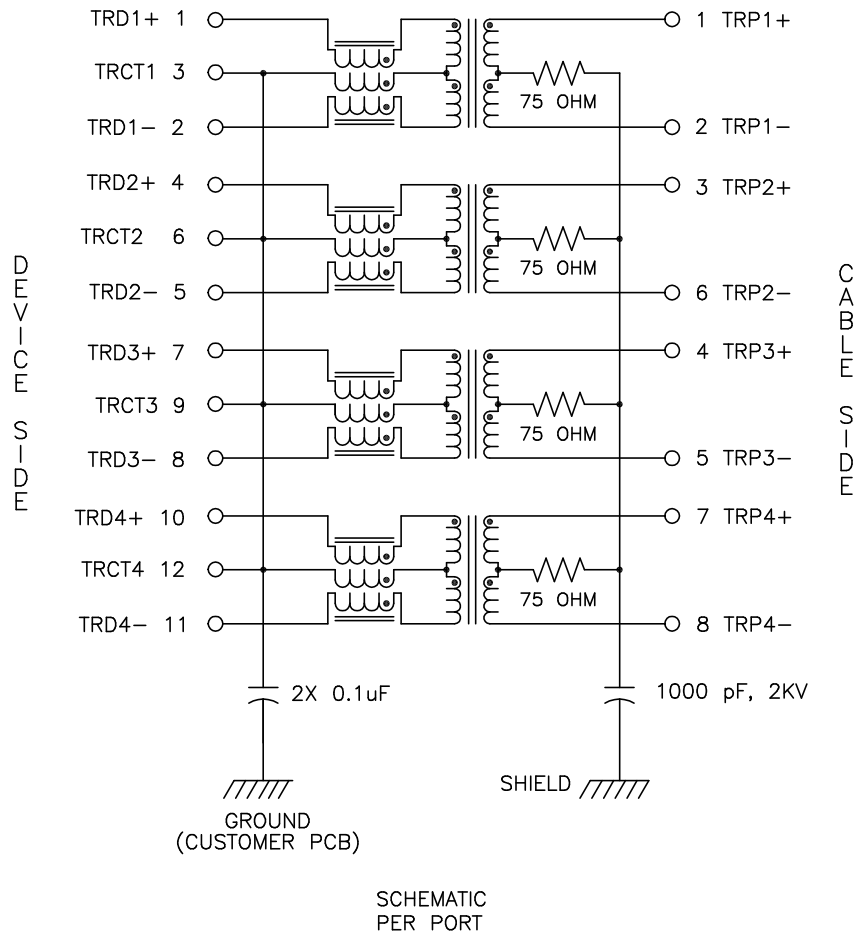 TRD1+ 1
1 TRP1+
TRCT1 3
75 OHM
TRD1- 2
2 TRP1-
TRD2+ 4
3 TRP2+
TRCT2 6
75 OHM
TRD2- 5
6 TRP2-
DEVICE SIDE
CABLE SIDE
TRD3+ 7
4 TRP3+
TRCT3 9
75 OHM
TRD3- 8
5 TRP3-
TRD4+ 10
7 TRP4+
TRCT4 12
75 OHM
TRD4- 11
8 TRP4-
2X 0.1uF
1000 pF, 2KV
SHIELD
GROUND
(CUSTOMER PCB)
SCHEMATIC
PER PORT